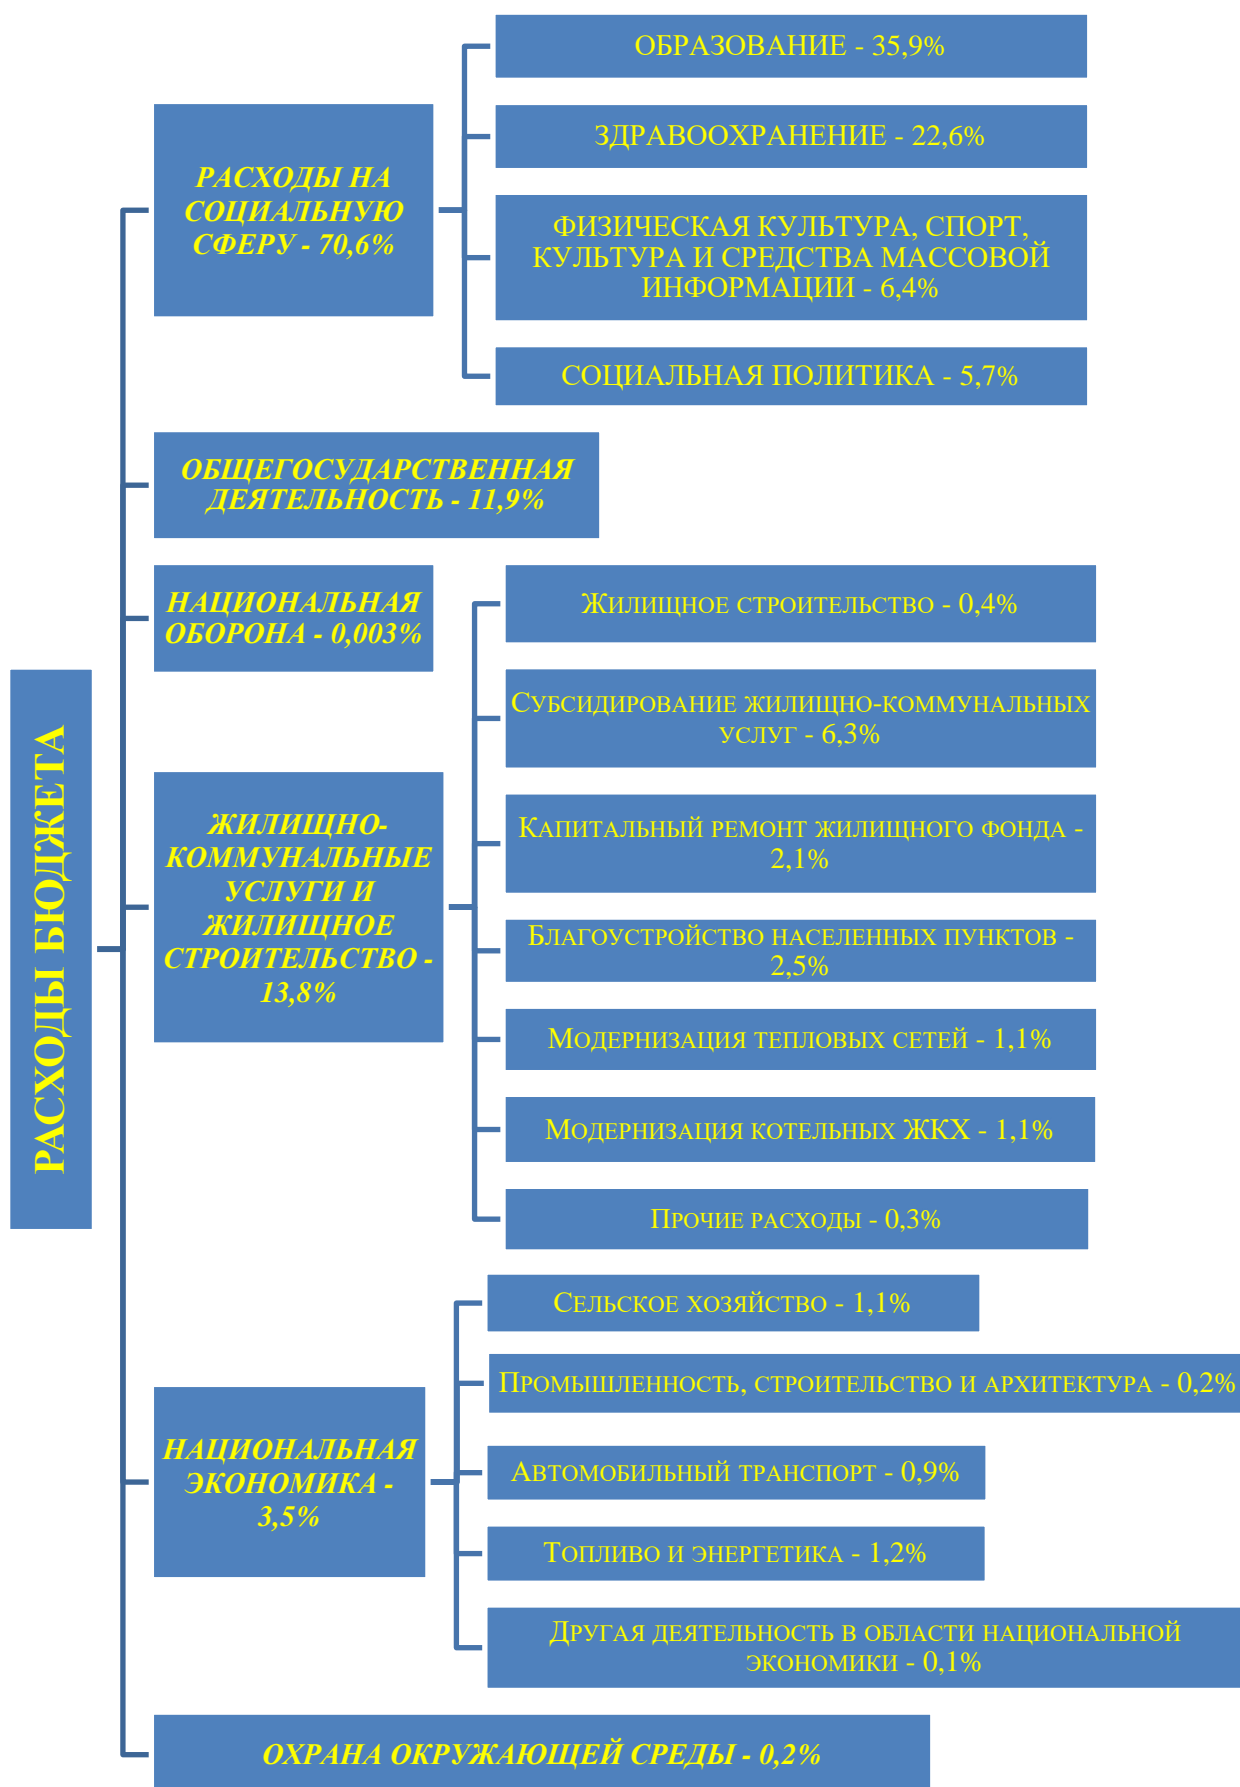 РАСХОДЫ БЮДЖЕТА
РАСХОДЫ НА
СОЦИАЛЬНУЮ
СФЕРУ - 70,6%
ОБРАЗОВАНИЕ - 35,9%
ЗДРАВООХРАНЕНИЕ - 22,6%
ФИЗИЧЕСКАЯ КУЛЬТУРА, СПОРТ,
КУЛЬТУРА И СРЕДСТВА МАССОВОЙ
ИНФОРМАЦИИ - 6,4%
СОЦИАЛЬНАЯ ПОЛИТИКА - 5,7%
ОБЩЕГОСУДАРСТВЕННАЯ
ДЕЯТЕЛЬНОСТЬ - 11,9%
НАЦИОНАЛЬНАЯ
ОБОРОНА - 0,003%
ЖИЛИЩНО-
КОММУНАЛЬНЫЕ
УСЛУГИ И
ЖИЛИЩНОЕ
СТРОИТЕЛЬСТВО -
13,8%
Жилищное строительство - 0,4%
Субсидирование жилищно-коммунальных
услуг - 6,3%
Капитальный ремонт жилищного фонда -
2,1%
Благоустройство населенных пунктов -
2,5%
Модернизация тепловых сетей - 1,1%
Модернизация котельных ЖКХ - 1,1%
Прочие расходы - 0,3%
НАЦИОНАЛЬНАЯ
ЭКОНОМИКА -
3,5%
Сельское хозяйство - 1,1%
Промышленность, строительство и архитектура - 0,2%
Автомобильный транспорт - 0,9%
Топливо и энергетика - 1,2%
Другая деятельность в области национальной
экономики - 0,1%
ОХРАНА ОКРУЖАЮЩЕЙ СРЕДЫ - 0,2%